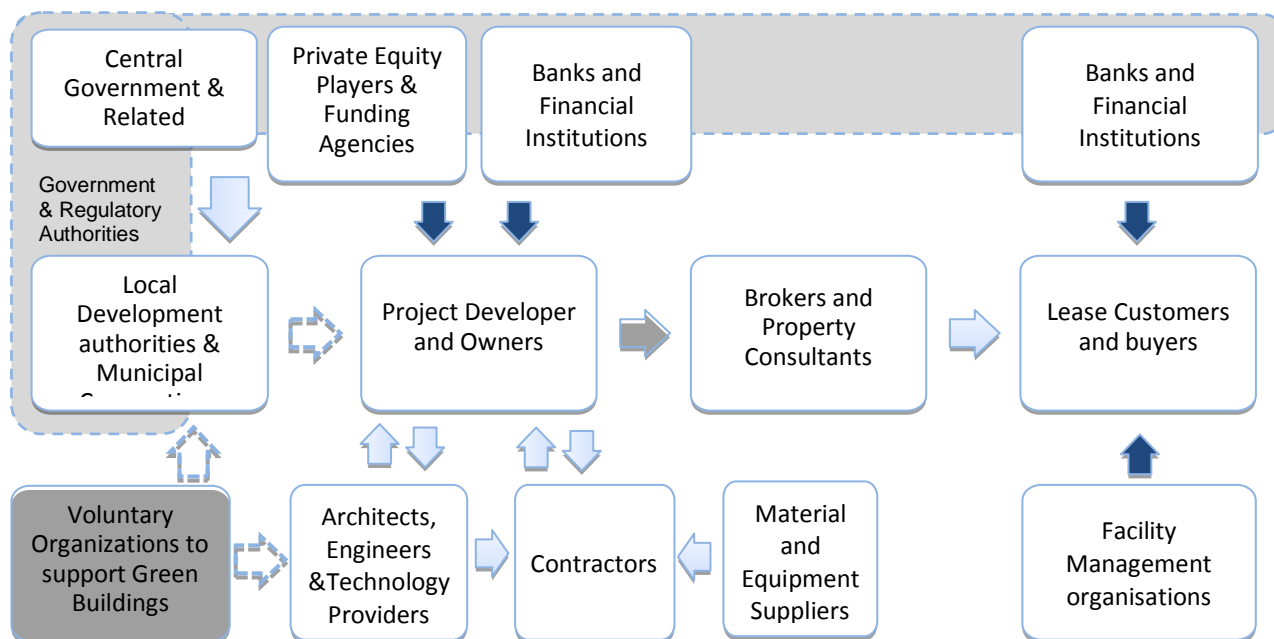 Central
Government &
Related
Private Equity
Players &
Funding
Agencies
Banks and
Financial
Institutions
Banks and
Financial
Institutions
Government
& Regulatory
Authorities
Local
Development
authorities &
Municipal
Project Developer
and Owners
Brokers and
Property
Consultants
Lease Customers
and buyers
Voluntary
Organizations to
support Green
Buildings
Architects,
Engineers
&Technology
Providers
Contractors
Material
and
Equipment
Suppliers
Facility
Management
organisations